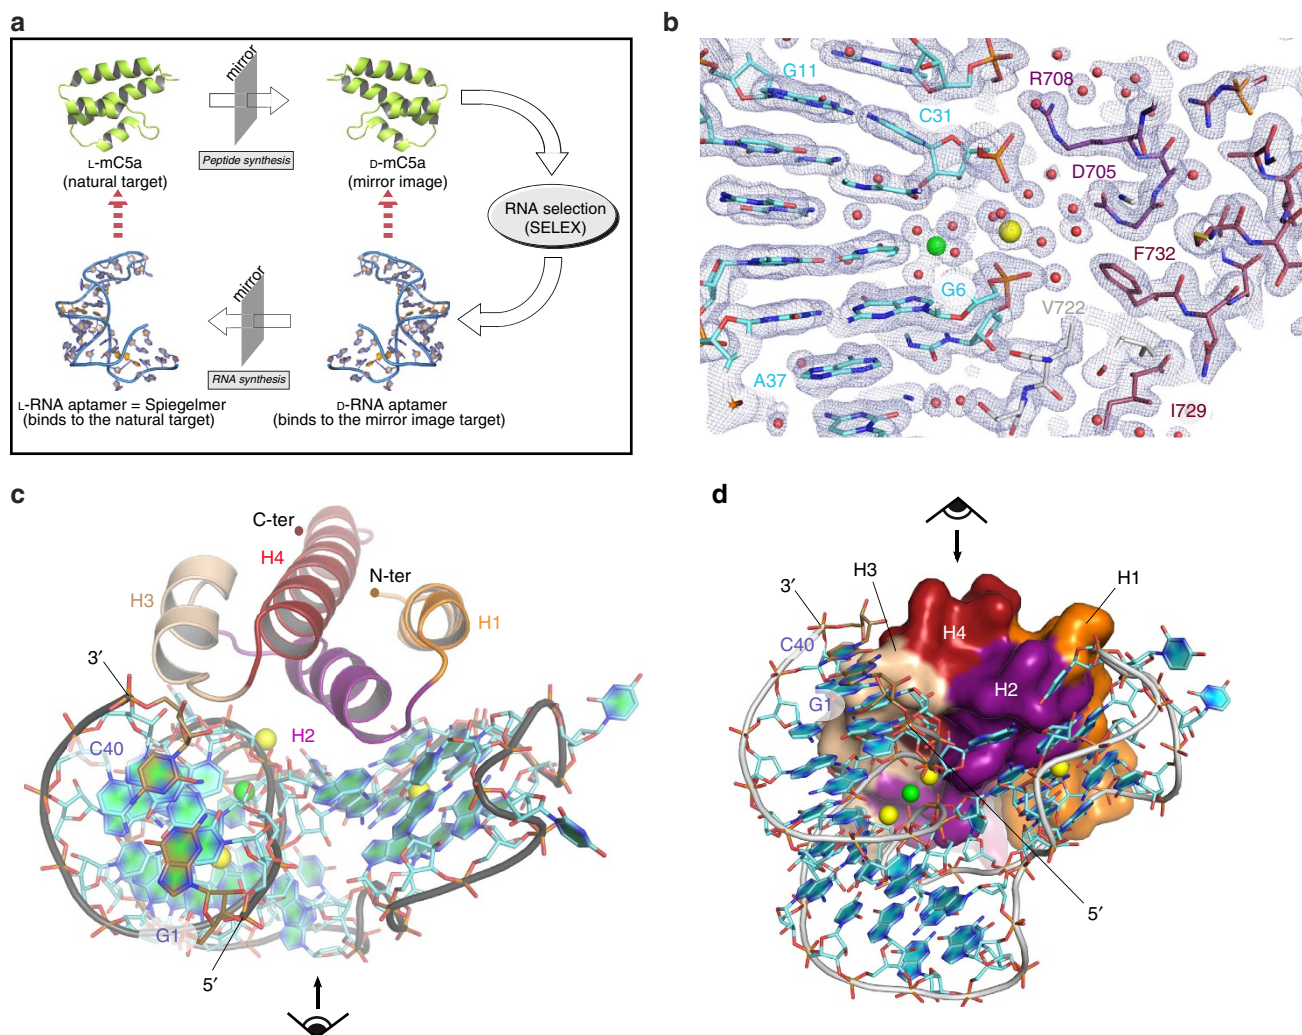 a
mirror
Peptide synthesis
L-mC5a
(natural target)
D-mC5a
(mirror image)
RNA selection
(SELEX)
mirror
RNA synthesis
L-RNA aptamer = Spiegelmer
(binds to the natural target)
D-RNA aptamer
(binds to the mirror image target)
b
G11
R708
C31
D705
F732
G6
V722
A37
I729
c
C-ter
H4
N-ter
H3
H1
3′
H2
C40
G1
5′
d
H3
H1
3′
H4
C40
H2
G1
5′